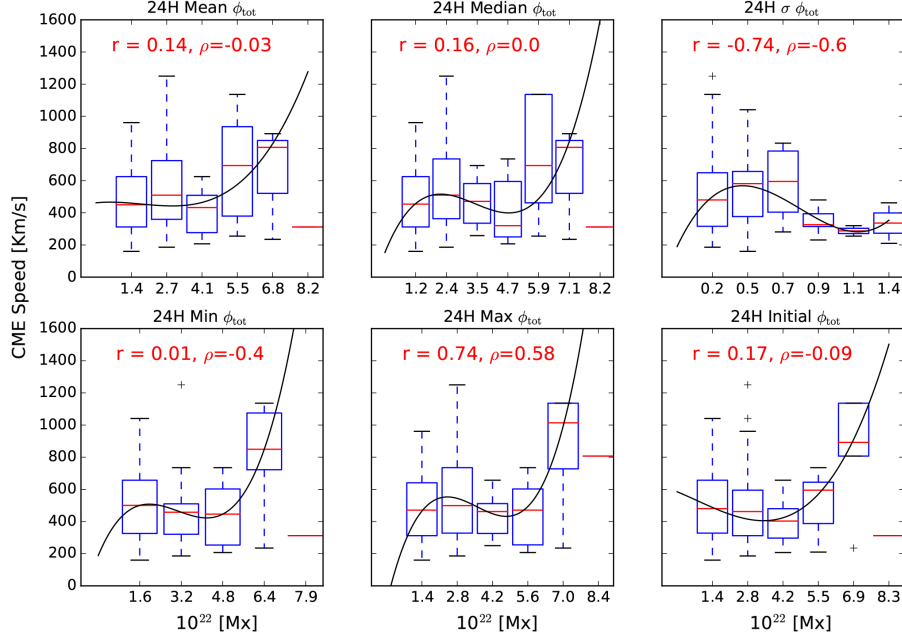 24H Mean ϕtot
24H Median ϕtot
24H σ ϕtot
r = 0.14, ρ=-0.03
r = 0.16, ρ=0.0
r = -0.74, ρ=-0.6
1600
1400
1200
1000
800
600
400
200
0
1.4 2.7 4.1 5.5 6.8 8.2
1.2 2.4 3.5 4.7 5.9 7.1 8.2
0.2 0.5 0.7 0.9 1.1 1.4
CME Speed [Km/s]
24H Min ϕtot
24H Max ϕtot
24H Initial ϕtot
r = 0.01, ρ=-0.4
r = 0.74, ρ=0.58
r = 0.17, ρ=-0.09
1600
1400
1200
1000
800
600
400
200
0
1.6 3.2 4.8 6.4 7.9
1.4 2.8 4.2 5.6 7.0 8.4
1.4 2.8 4.1 5.5 6.9 8.3
10²² [Mx]
10²² [Mx]
10²² [Mx]